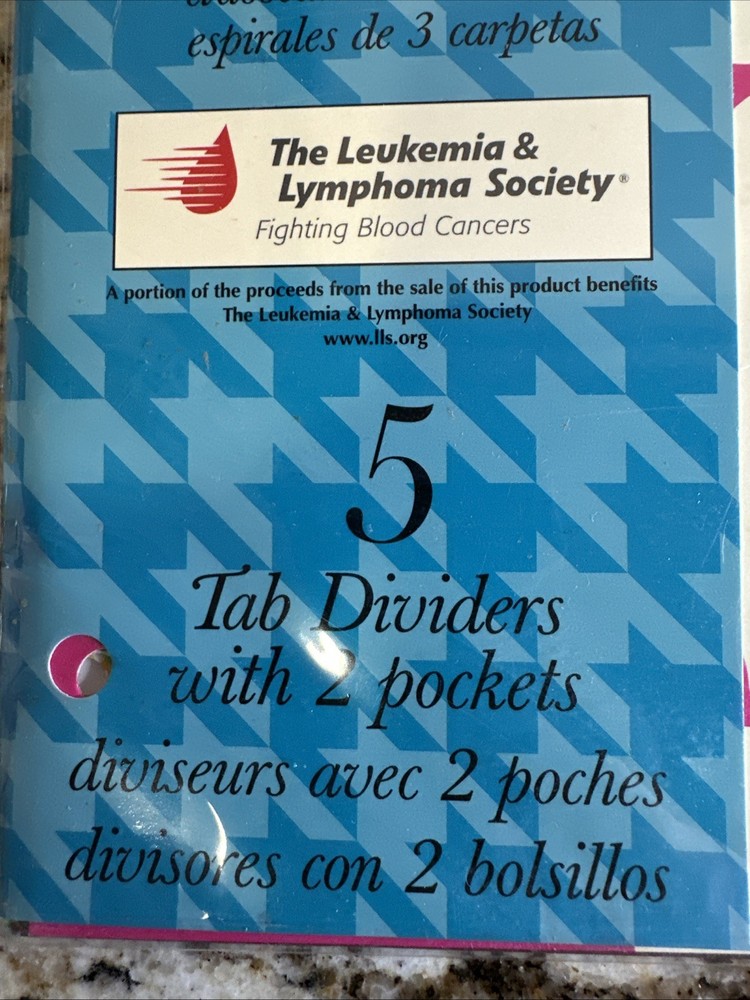 espirales de 3 carpetas
The Leukemia &
Lymphoma Society®
Fighting Blood Cancers
A portion of the proceeds from the sale of this product benefits
The Leukemia & Lymphoma Society
www.lls.org
5
Tab Dividers
with 2 pockets
diviseurs avec 2 poches
divisores con 2 bolsillos